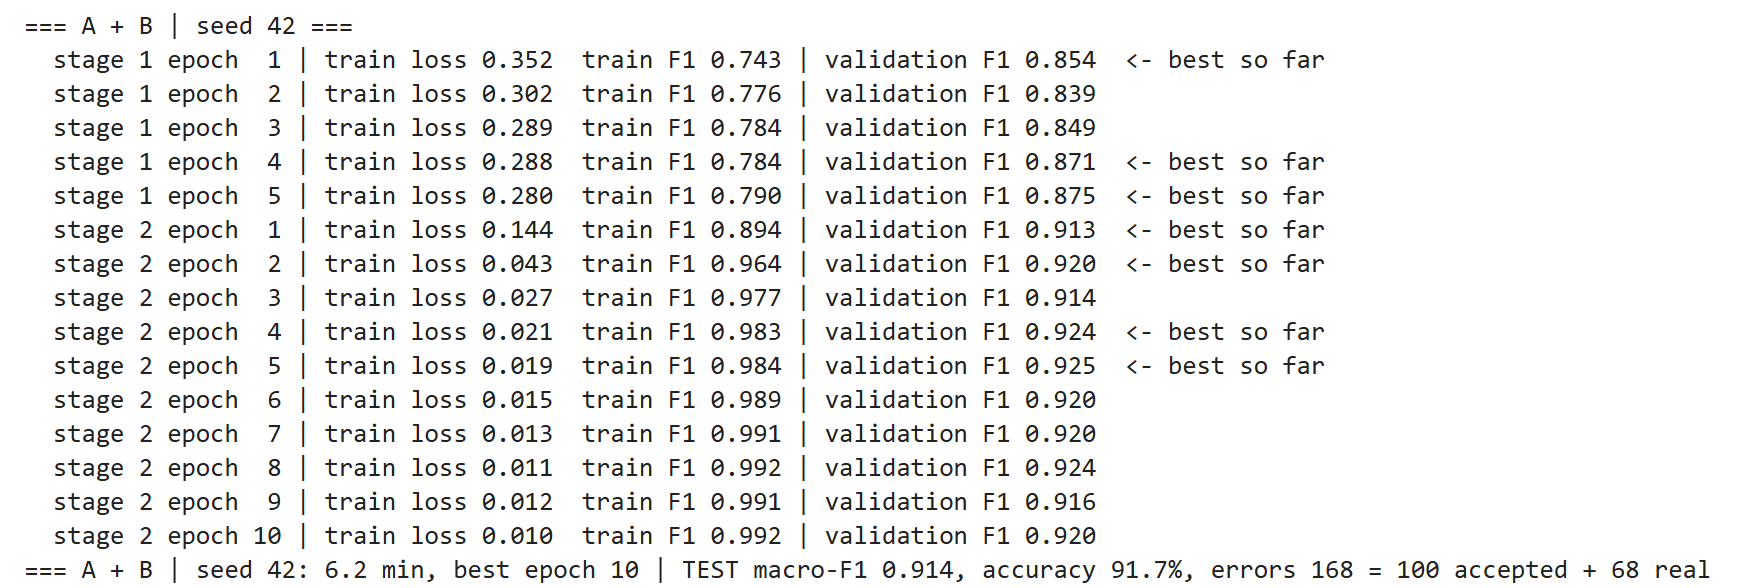 === A + B | seed 42 ===
  stage 1 epoch  1 | train loss 0.352  train F1 0.743 | validation F1 0.854  <- best so far
  stage 1 epoch  2 | train loss 0.302  train F1 0.776 | validation F1 0.839
  stage 1 epoch  3 | train loss 0.289  train F1 0.784 | validation F1 0.849
  stage 1 epoch  4 | train loss 0.288  train F1 0.784 | validation F1 0.871  <- best so far
  stage 1 epoch  5 | train loss 0.280  train F1 0.790 | validation F1 0.875  <- best so far
  stage 2 epoch  1 | train loss 0.144  train F1 0.894 | validation F1 0.913  <- best so far
  stage 2 epoch  2 | train loss 0.043  train F1 0.964 | validation F1 0.920  <- best so far
  stage 2 epoch  3 | train loss 0.027  train F1 0.977 | validation F1 0.914
  stage 2 epoch  4 | train loss 0.021  train F1 0.983 | validation F1 0.924  <- best so far
  stage 2 epoch  5 | train loss 0.019  train F1 0.984 | validation F1 0.925  <- best so far
  stage 2 epoch  6 | train loss 0.015  train F1 0.989 | validation F1 0.920
  stage 2 epoch  7 | train loss 0.013  train F1 0.991 | validation F1 0.920
  stage 2 epoch  8 | train loss 0.011  train F1 0.992 | validation F1 0.924
  stage 2 epoch  9 | train loss 0.012  train F1 0.991 | validation F1 0.916
  stage 2 epoch 10 | train loss 0.010  train F1 0.992 | validation F1 0.920
=== A + B | seed 42: 6.2 min, best epoch 10 | TEST macro-F1 0.914, accuracy 91.7%, errors 168 = 100 accepted + 68 real